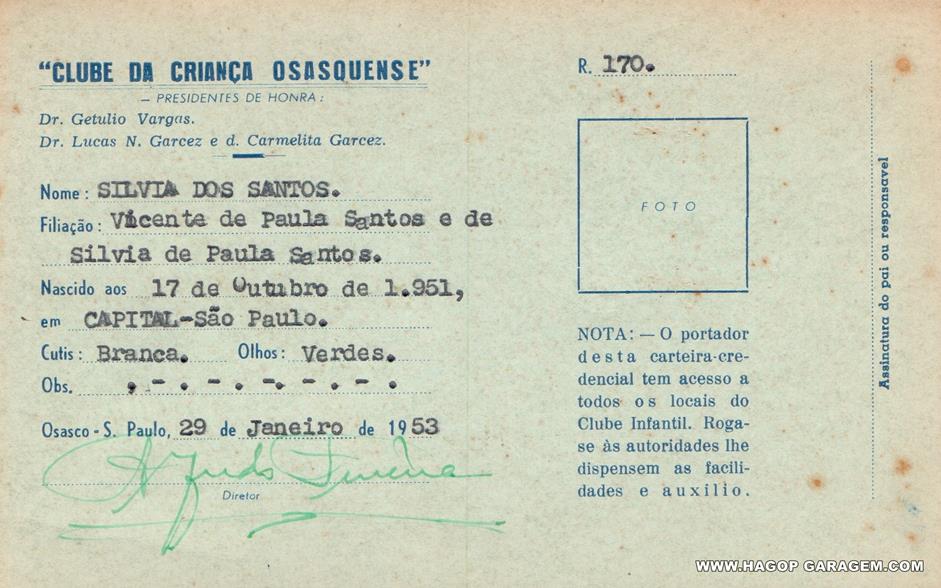 "CLUBE DA CRIANÇA OSASQUENSE"
— PRESIDENTES DE HONRA :
Dr. Getulio Vargas.
Dr. Lucas N. Garcez e d. Carmelita Garcez.
Nome : SILVIA DOS SANTOS.
Filiação : Vicente de Paula Santos e de
Silvia de Paula Santos.
Nascido aos 17 de Outubro de 1.951,
em CAPITAL-São Paulo.
Cutis : Branca. Olhos : Verdes.
Obs. . - . - . - . - . - .
Osasco - S. Paulo, 29 de Janeiro de 1953
Diretor
R. 170.
FOTO
NOTA: — O portador
desta carteira-cre-
dencial tem acesso a
todos os locais do
Clube Infantil. Roga-
se às autoridades lhe
dispensem as facili-
dades e auxilio.
Assinatura do pai ou responsavel
WWW.HAGOP GARAGEM.COM